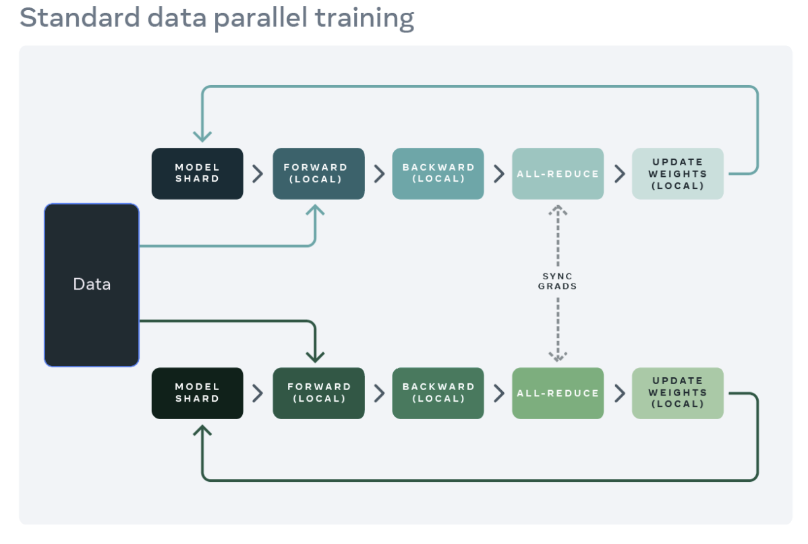 Standard data parallel training
MODEL
SHARD
FORWARD
(LOCAL)
BACKWARD
(LOCAL)
ALL-REDUCE
UPDATE
WEIGHTS
(LOCAL)
Data
SYNC
GRADS
MODEL
SHARD
FORWARD
(LOCAL)
BACKWARD
(LOCAL)
ALL-REDUCE
UPDATE
WEIGHTS
(LOCAL)